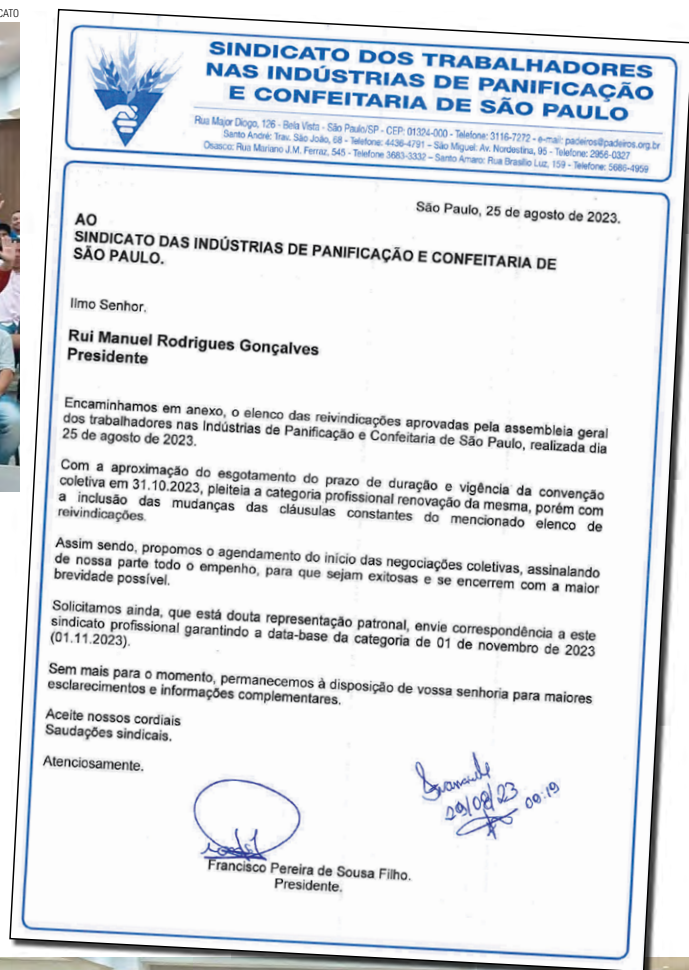 CATO
SINDICATO DOS TRABALHADORES
NAS INDÚSTRIAS DE PANIFICAÇÃO
E CONFEITARIA DE SÃO PAULO
Rua Major Diogo, 126 - Bela Vista - São Paulo/SP - CEP: 01324-000 - Telefone: 3116-7272 - e-mail: padeiros@padeiros.org.br
Santo André: Trav. São João, 68 - Telefone: 4436-4791 – São Miguel: Av. Nordestina, 95 - Telefone: 2956-0327
Osasco: Rua Mariano J.M. Ferraz, 545 - Telefone 3683-3332 – Santo Amaro: Rua Brasílio Luz, 159 - Telefone: 5686-4959
São Paulo, 25 de agosto de 2023.
AO
SINDICATO DAS INDÚSTRIAS DE PANIFICAÇÃO E CONFEITARIA DE
SÃO PAULO.
Ilmo Senhor.
Rui Manuel Rodrigues Gonçalves
Presidente
Encaminhamos em anexo, o elenco das reivindicações aprovadas pela assembleia geral
dos trabalhadores nas Indústrias de Panificação e Confeitaria de São Paulo, realizada dia
25 de agosto de 2023.
Com a aproximação do esgotamento do prazo de duração e vigência da convenção
coletiva em 31.10.2023, pleiteia a categoria profissional renovação da mesma, porém com
a inclusão das mudanças das cláusulas constantes do mencionado elenco de
reivindicações.
Assim sendo, propomos o agendamento do início das negociações coletivas, assinalando
de nossa parte todo o empenho, para que sejam exitosas e se encerrem com a maior
brevidade possível.
Solicitamos ainda, que está douta representação patronal, envie correspondência a este
sindicato profissional garantindo a data-base da categoria de 01 de novembro de 2023
(01.11.2023).
Sem mais para o momento, permanecemos à disposição de vossa senhoria para maiores
esclarecimentos e informações complementares.
Aceite nossos cordiais
Saudações sindicais.
Atenciosamente.
29/08/23 09:19
Francisco Pereira de Sousa Filho.
Presidente.